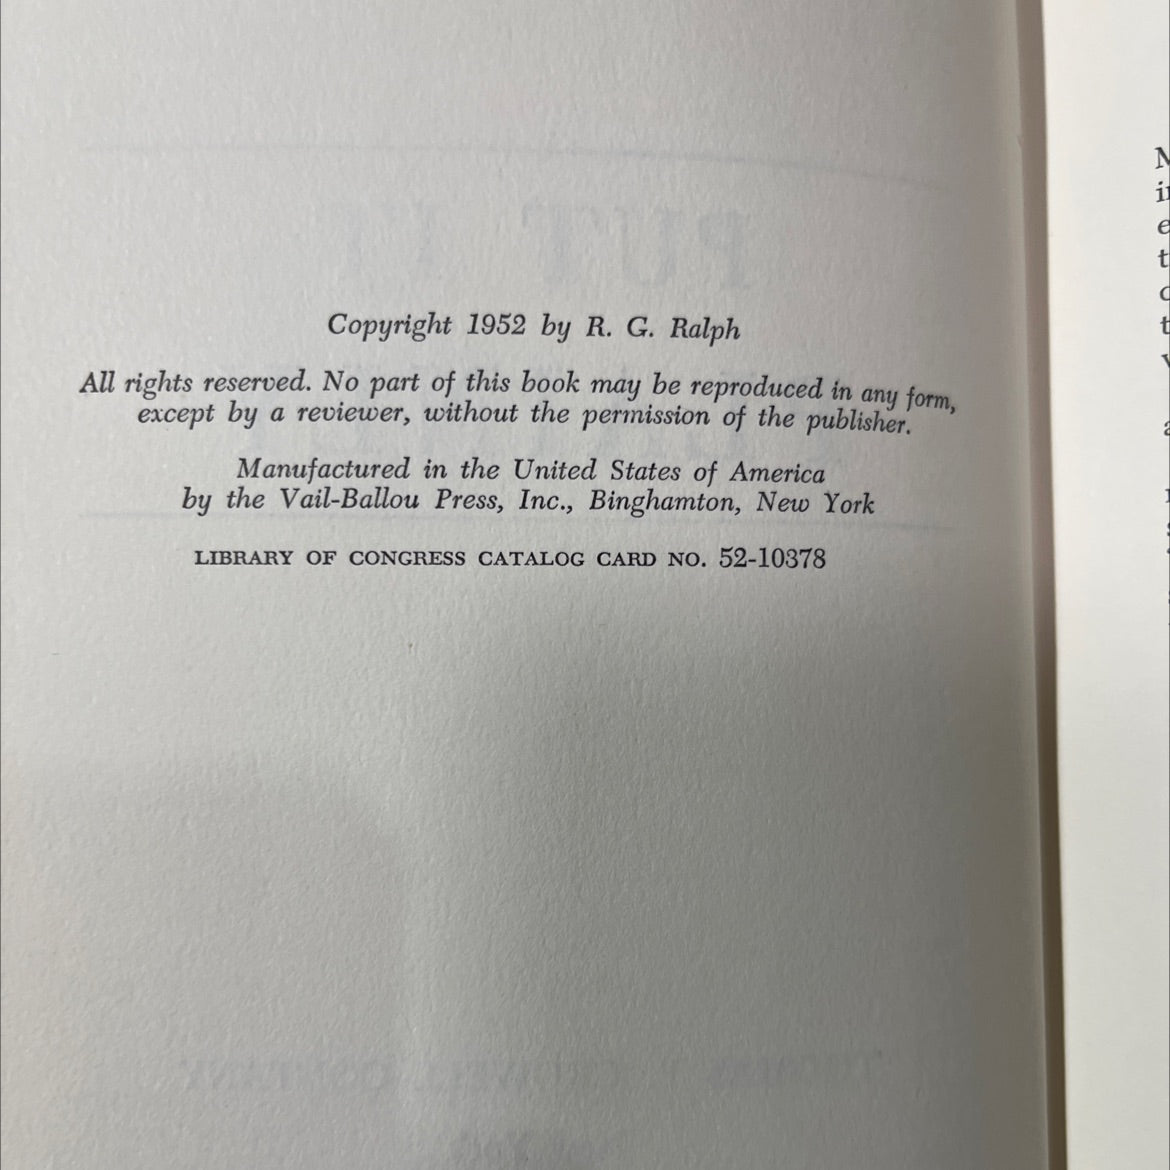 PUT IT
Copyright 1952 by R. G. Ralph
All rights reserved. No part of this book may be reproduced in any form,
except by a reviewer, without the permission of the publisher.
Manufactured in the United States of America
by the Vail-Ballou Press, Inc., Binghamton, New York
LIBRARY OF CONGRESS CATALOG CARD NO. 52-10378